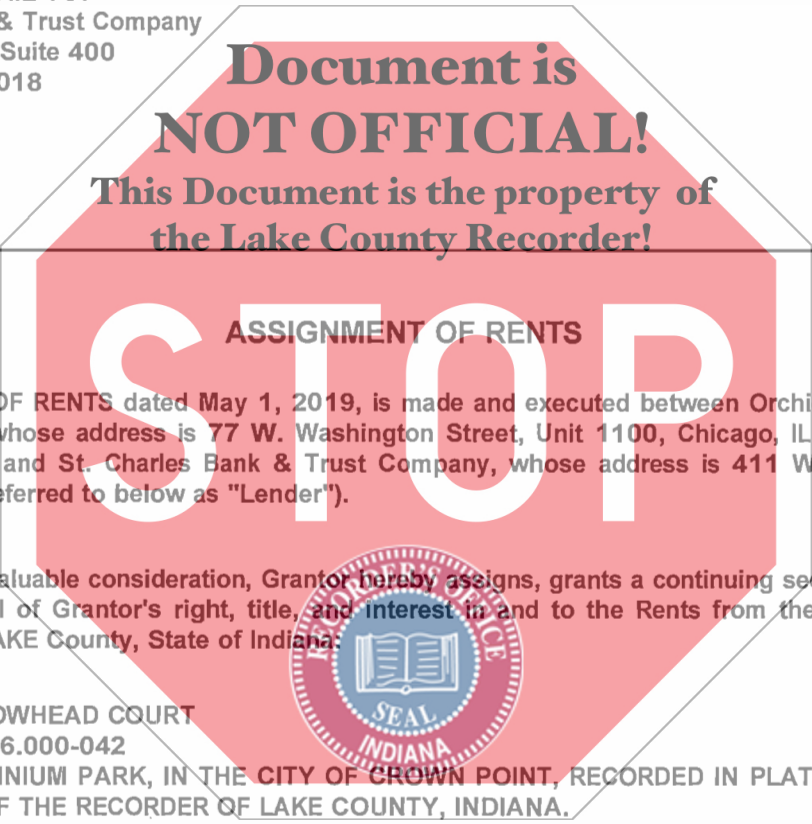 & Trust Company
Suite 400
018
Document is
NOT OFFICIAL!
This Document is the property of
the Lake County Recorder!
STOP
ASSIGNMENT OF RENTS
OF RENTS dated May 1, 2019, is made and executed between Orchi
whose address is 77 W. Washington Street, Unit 1100, Chicago, IL
and St. Charles Bank & Trust Company, whose address is 411 W
eferred to below as "Lender").
aluable consideration, Grantor hereby assigns, grants a continuing se
l of Grantor's right, title, and interest in and to the Rents from the
AKE County, State of Indiana:
RECORDER'S OFFICE
SEAL
INDIANA
OWHEAD COURT
6.000-042
INIUM PARK, IN THE CITY OF CROWN POINT, RECORDED IN PLAT
F THE RECORDER OF LAKE COUNTY, INDIANA.